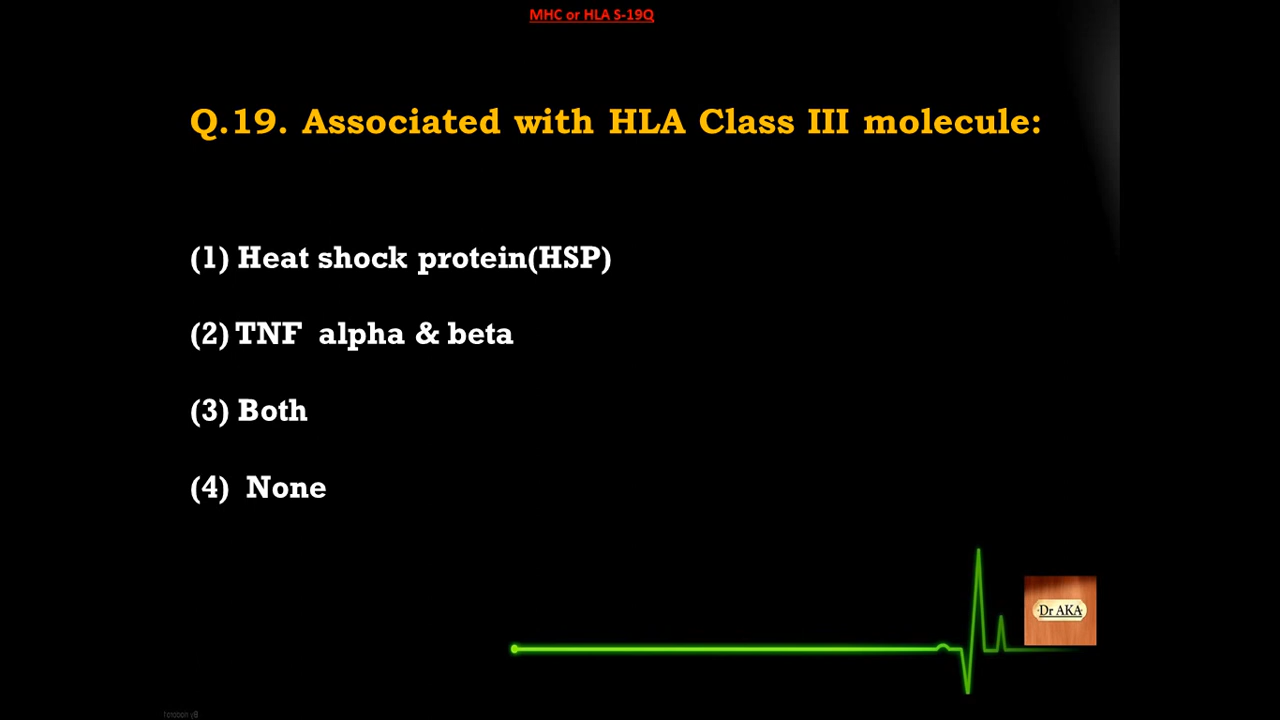 MHC or HLA S-19Q
Q.19. Associated with HLA Class III molecule:
(1) Heat shock protein(HSP)
(2) TNF alpha & beta
(3) Both
(4) None
Dr AKA